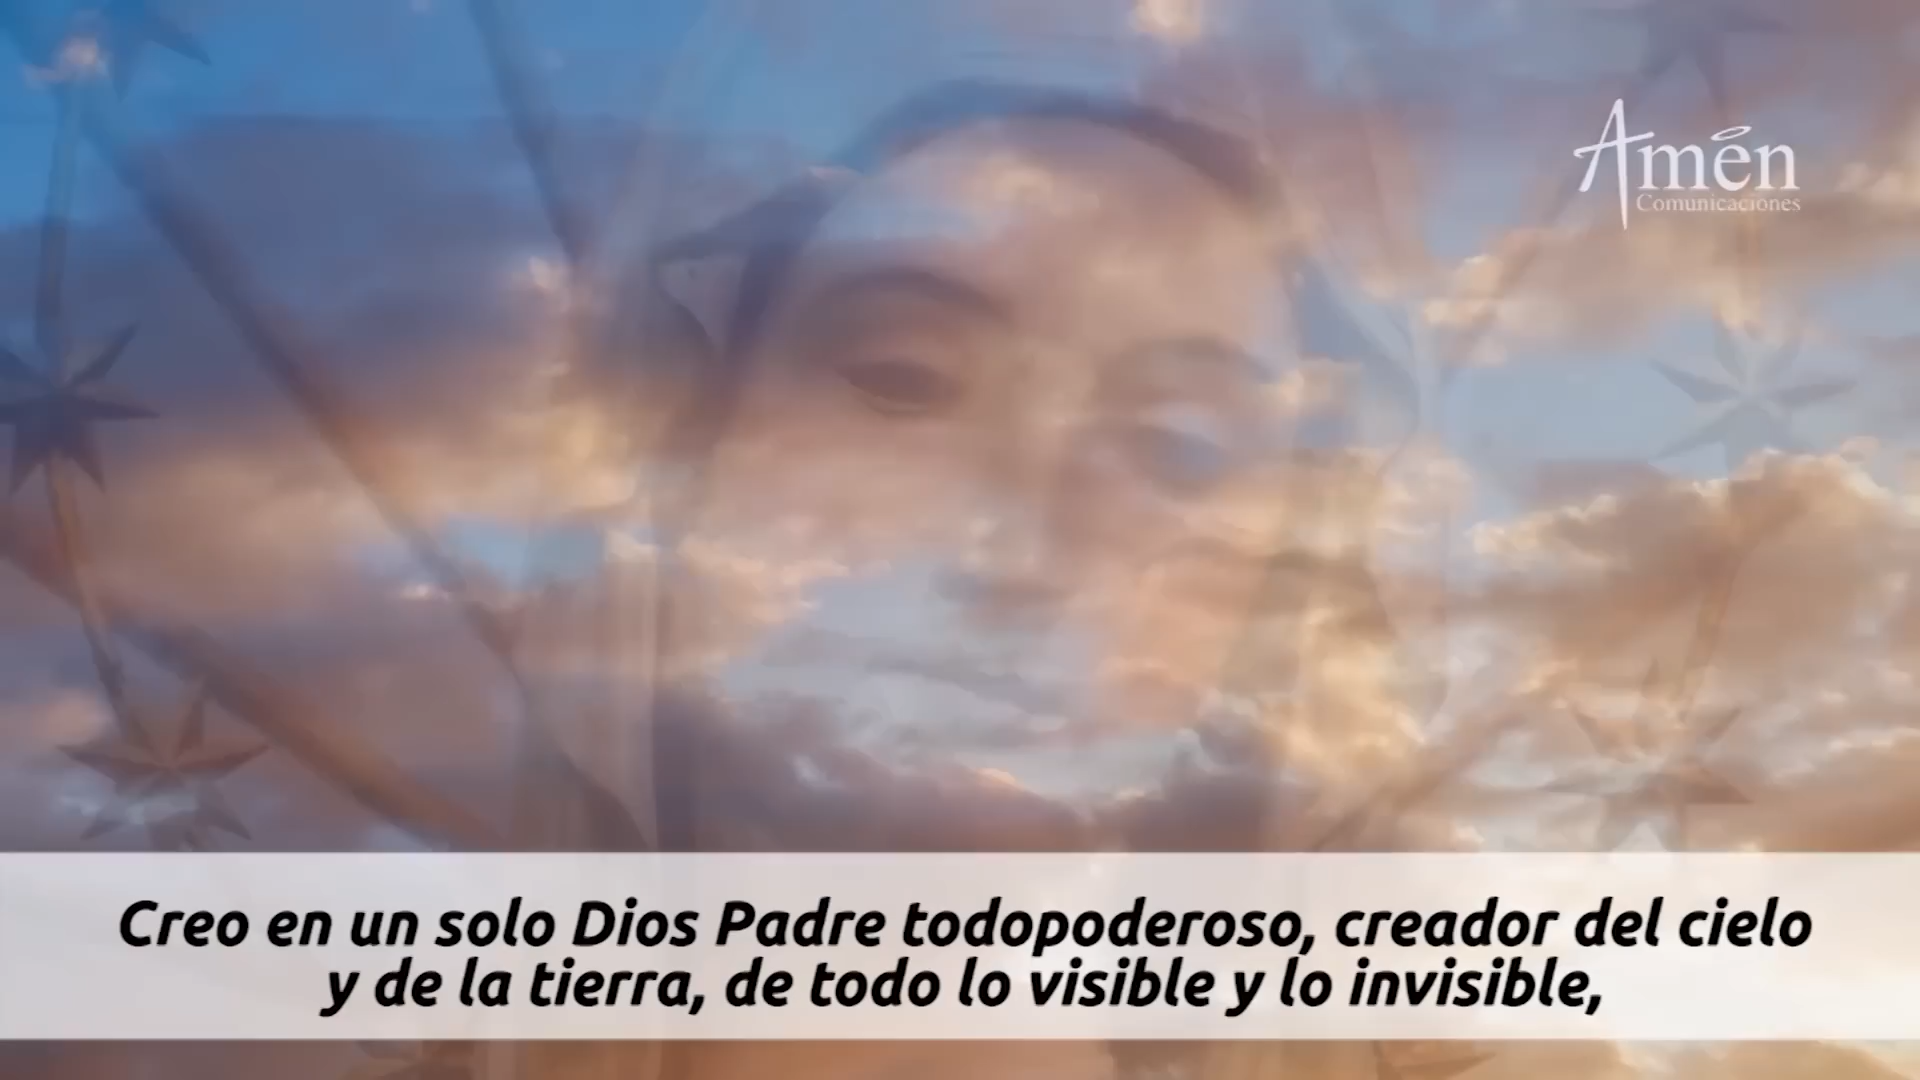 Amén
Comunicaciones
Creo en un solo Dios Padre todopoderoso, creador del cielo
y de la tierra, de todo lo visible y lo invisible,